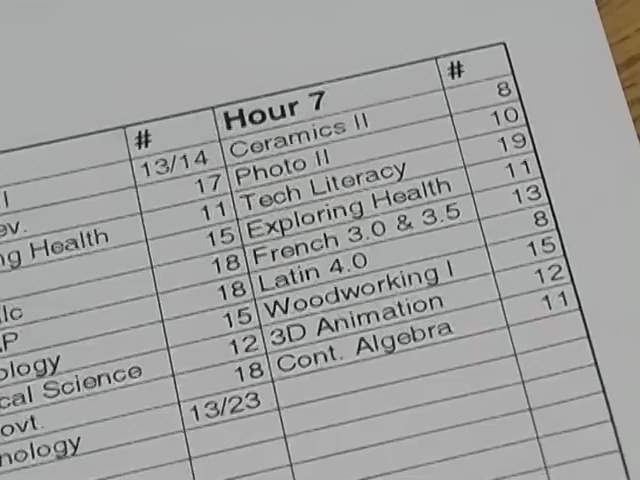 # Hour 7 #
13/14 Ceramics II 8
ev. 17 Photo II 10
ng Health 11 Tech Literacy 19
15 Exploring Health 11
lc 18 French 3.0 & 3.5 13
18 Latin 4.0 8
ology 15 Woodworking I 15
cal Science 12 3D Animation 12
ovt. 18 Cont. Algebra 11
nology 13/23